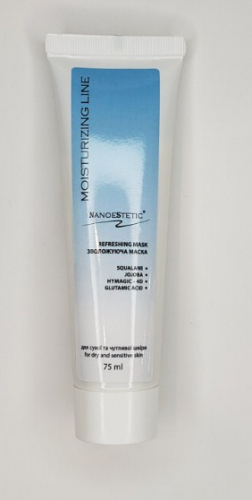 MOISTURIZING LINE
NANOESTETIC
REFRESHING MASK
ЗВОЛОЖУЮЧА МАСКА
SQUALANE •
JOJOBA •
HYMAGIC - 4D •
GLUTAMIC ACID •
для сухої та чутливої шкіри
for dry and sensitive skin
75 ml